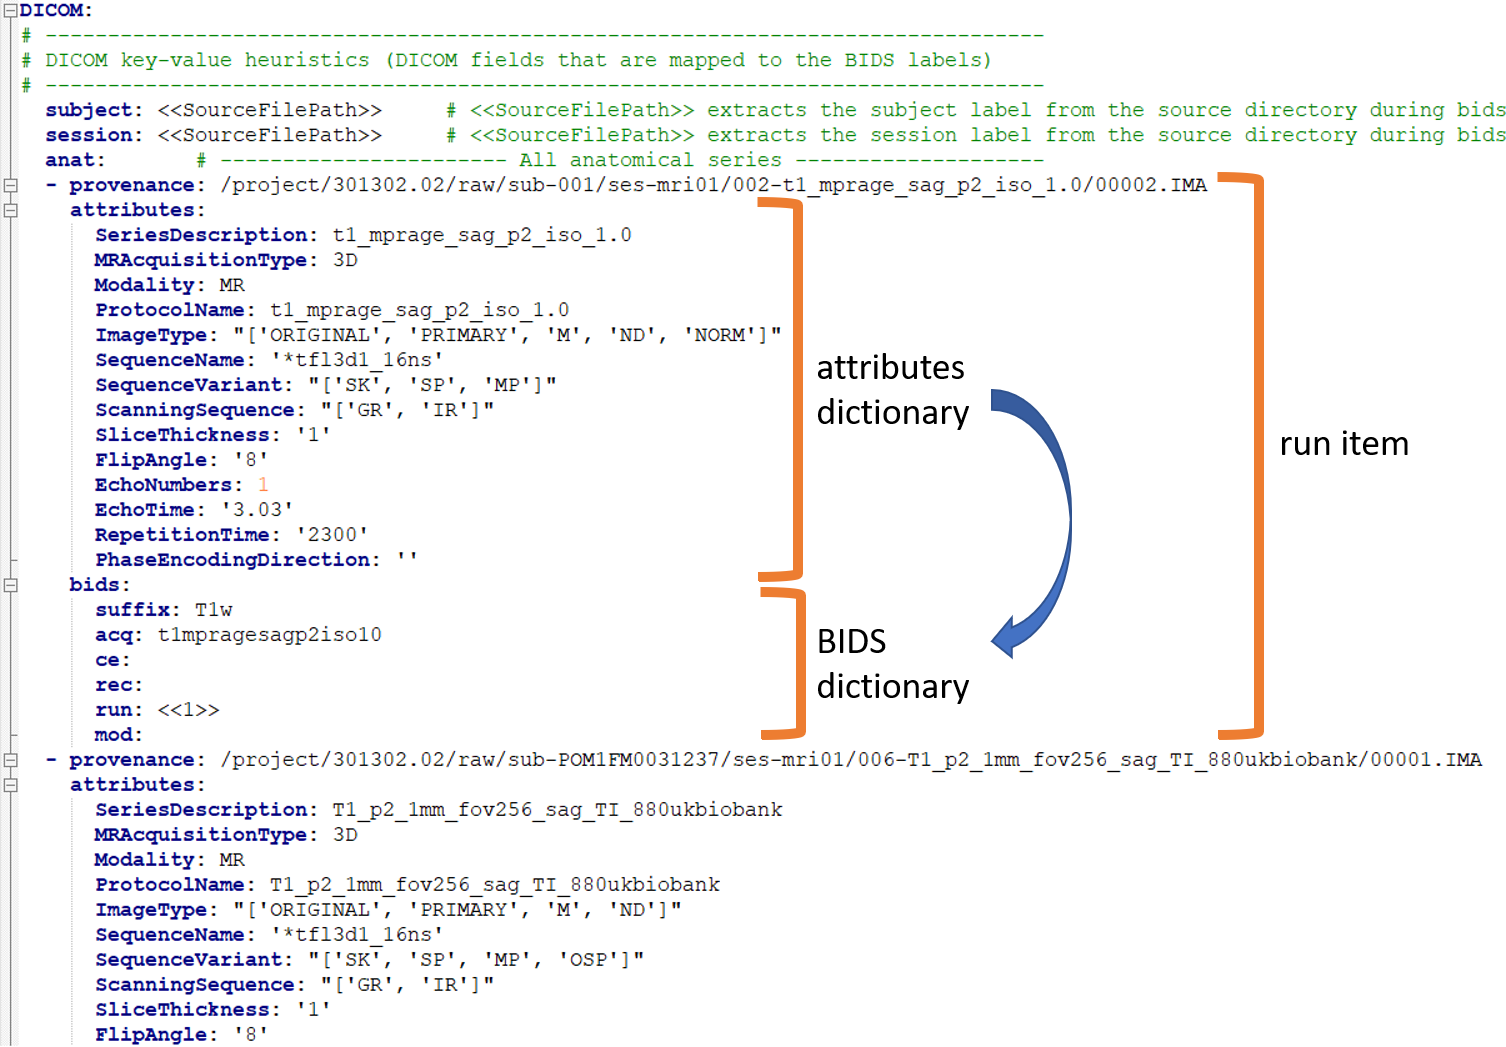 DICOM:
# --------------------------------------------------------------------------------
# DICOM key-value heuristics (DICOM fields that are mapped to the BIDS labels)
# --------------------------------------------------------------------------------
subject: <<SourceFilePath>> # <<SourceFilePath>> extracts the subject label from the source directory during bids
session: <<SourceFilePath>> # <<SourceFilePath>> extracts the session label from the source directory during bids
anat: # ----------------------- All anatomical series --------------------
- provenance: /project/301302.02/raw/sub-001/ses-mri01/002-t1_mprage_sag_p2_iso_1.0/00002.IMA
attributes:
SeriesDescription: t1_mprage_sag_p2_iso_1.0
MRAcquisitionType: 3D
Modality: MR
ProtocolName: t1_mprage_sag_p2_iso_1.0
ImageType: "['ORIGINAL', 'PRIMARY', 'M', 'ND', 'NORM']"
SequenceName: '*tfl3d1_16ns'
SequenceVariant: "['SK', 'SP', 'MP']"
ScanningSequence: "['GR', 'IR']"
SliceThickness: '1'
FlipAngle: '8'
EchoNumbers: 1
EchoTime: '3.03'
RepetitionTime: '2300'
PhaseEncodingDirection: ''
attributes
dictionary
run item
bids:
suffix: T1w
acq: t1mpragesagp2iso10
ce:
rec:
run: <<1>>
mod:
BIDS
dictionary
- provenance: /project/301302.02/raw/sub-POM1FM0031237/ses-mri01/006-T1_p2_1mm_fov256_sag_TI_880ukbiobank/00001.IMA
attributes:
SeriesDescription: T1_p2_1mm_fov256_sag_TI_880ukbiobank
MRAcquisitionType: 3D
Modality: MR
ProtocolName: T1_p2_1mm_fov256_sag_TI_880ukbiobank
ImageType: "['ORIGINAL', 'PRIMARY', 'M', 'ND']"
SequenceName: '*tfl3d1_16ns'
SequenceVariant: "['SK', 'SP', 'MP', 'OSP']"
ScanningSequence: "['GR', 'IR']"
SliceThickness: '1'
FlipAngle: '8'